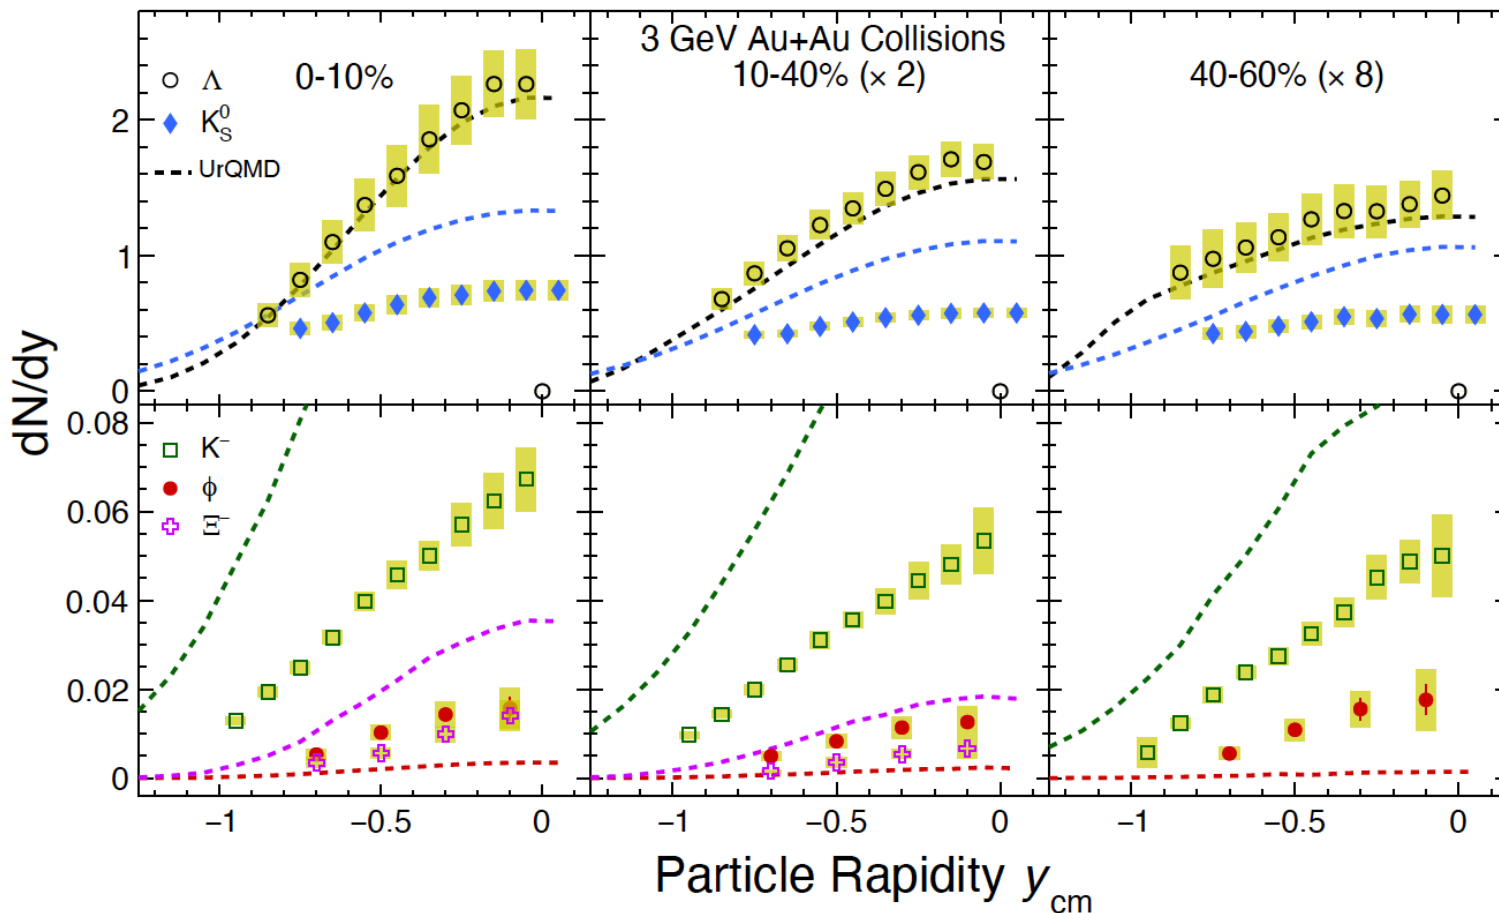 3 GeV Au+Au Collisions
0-10%
10-40% (× 2)
40-60% (× 8)
Λ
K⁰S
UrQMD
2
1
0
dN/dy
K⁻
ϕ
Ξ⁻
0.08
0.06
0.04
0.02
0
−1 −0.5 0 −1 −0.5 0 −1 −0.5 0
Particle Rapidity ycm